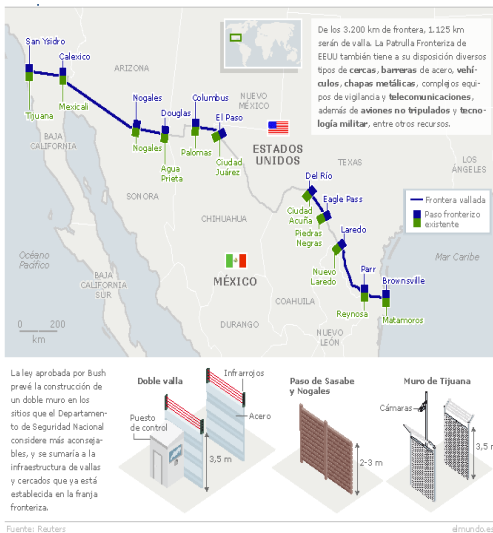 De los 3.200 km de frontera, 1.125 km
serán de valla. La Patrulla Fronteriza de
EEUU también tiene a su disposición diversos
tipos de cercas, barreras de acero, vehí-
culos, chapas metálicas, complejos equi-
pos de vigilancia y telecomunicaciones,
además de aviones no tripulados y tecno-
logía militar, entre otros recursos.
San Ysidro
Calexico
ARIZONA
Nogales
Douglas
Columbus
NUEVO
MÉXICO
El Paso
Tijuana
Mexicali
BAJA
CALIFORNIA
Nogales
Agua
Prieta
Palomas
Ciudad
Juárez
ESTADOS
UNIDOS
TEXAS
LOS
ÁNGELES
SONORA
CHIHUAHUA
Del Río
Eagle Pass
Ciudad
Acuña
Piedras
Negras
Laredo
Frontera vallada
Paso fronterizo
existente
Océano
Pacífico
BAJA
CALIFORNIA
SUR
MÉXICO
Nuevo
Laredo
Parr
Brownsville
Mar Caribe
COAHUILA
Reynosa
Matamoros
DURANGO
NUEVO
LEÓN
0 200
km
La ley aprobada por Bush
prevé la construcción de
un doble muro en los
sitios que el Departamen-
to de Seguridad Nacional
considere más aconseja-
bles, y se sumaría a la
infraestructura de vallas
y cercados que ya está
establecida en la franja
fronteriza.
Doble valla
Infrarrojos
Puesto
de control
Acero
3,5 m
Paso de Sasabe
y Nogales
2-3 m
Muro de Tijuana
Cámaras
3,5 m
Fuente: Reuters
elmundo.es